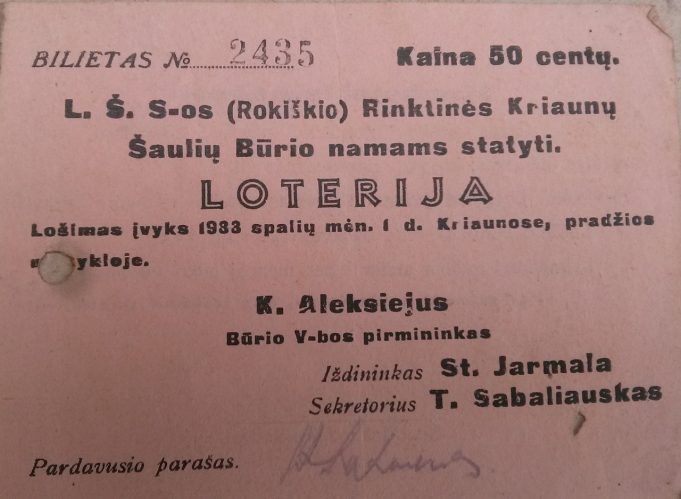 BILIETAS № 2435 Kaina 50 centų.
L. Š. S-os (Rokiškio) Rinktinės Kriaunų
Šaulių Būrio namams statyti.
LOTERIJA
Lošimas įvyks 1933 spalių mėn. 1 d. Kriaunose, pradžios
m ykloje.
K. Aleksiejus
Būrio V-bos pirmininkas
Iždininkas St. Jarmala
Sekretorius T. Sabaliauskas
Pardavusio parašas.